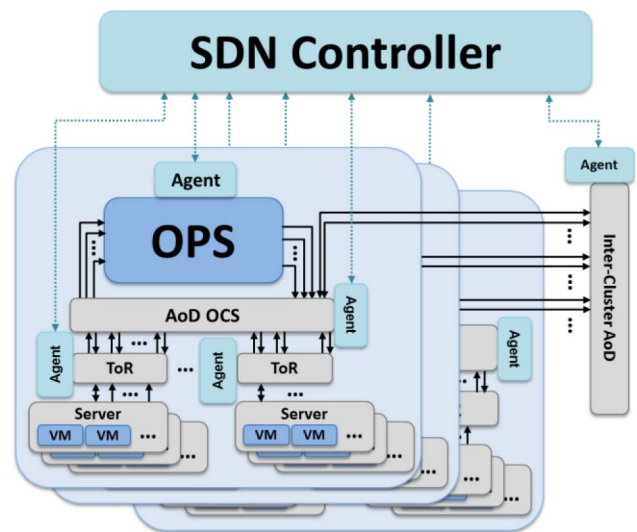 SDN Controller
Agent
Agent
OPS
Inter-Cluster AoD
AoD OCS
Agent
Agent
ToR
...
Agent
ToR
Agent
Server
VM VM ...
Server
VM VM ...